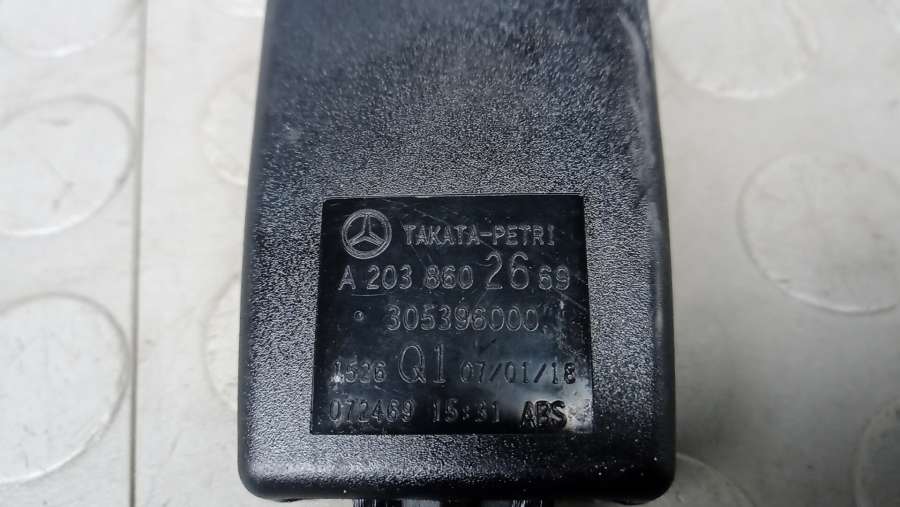 TAKATA-PETRI
A 203 860 26 69
305396000
1526 Q1 07/01/18
072469 15:31 ABS